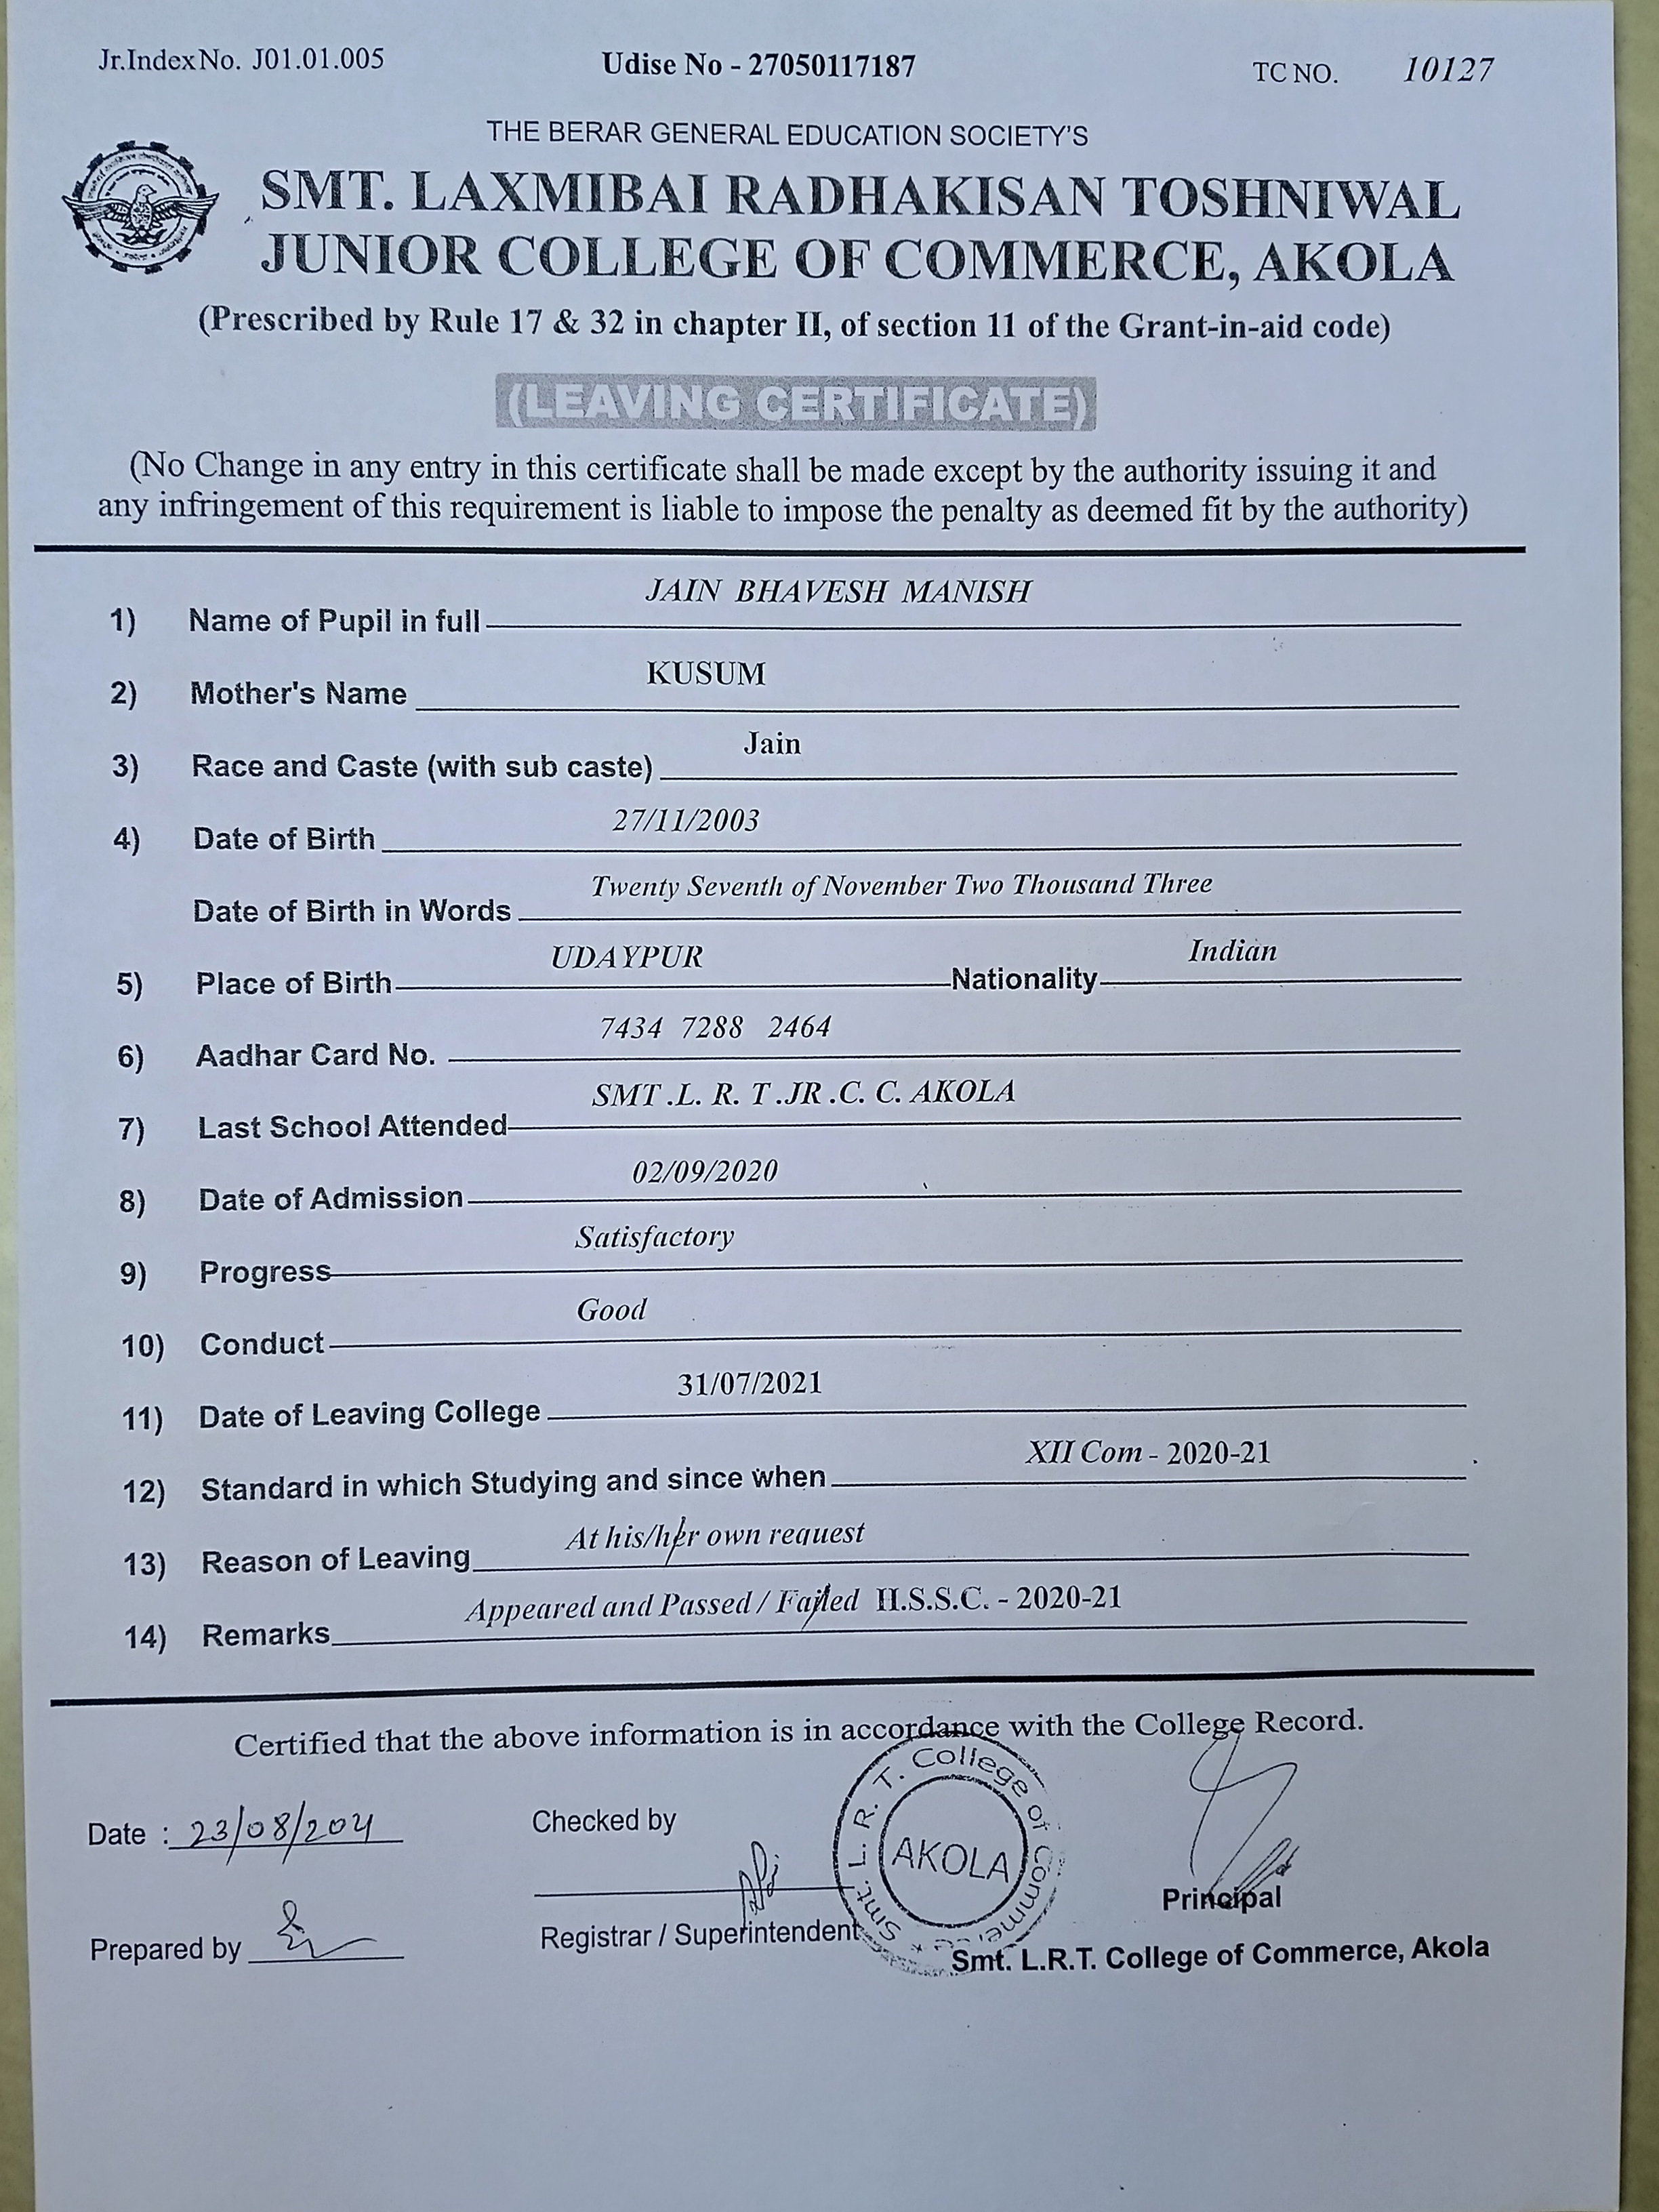 Jr.Index No. J01.01.005 Udise No - 27050117187 TC NO. 10127
THE BERAR GENERAL EDUCATION SOCIETY'S
SMT. LAXMIBAI RADHAKISAN TOSHNIWAL
JUNIOR COLLEGE OF COMMERCE, AKOLA
(Prescribed by Rule 17 & 32 in chapter II, of section 11 of the Grant-in-aid code)
(LEAVING CERTIFICATE)
(No Change in any entry in this certificate shall be made except by the authority issuing it and
any infringement of this requirement is liable to impose the penalty as deemed fit by the authority)
1) Name of Pupil in full JAIN BHAVESH MANISH
2) Mother's Name KUSUM
3) Race and Caste (with sub caste) Jain
4) Date of Birth 27/11/2003
Date of Birth in Words Twenty Seventh of November Two Thousand Three
5) Place of Birth UDAYPUR Nationality Indian
6) Aadhar Card No. 7434 7288 2464
7) Last School Attended SMT .L. R. T .JR .C. C. AKOLA
8) Date of Admission 02/09/2020
9) Progress Satisfactory
10) Conduct Good
11) Date of Leaving College 31/07/2021
12) Standard in which Studying and since when XII Com - 2020-21
13) Reason of Leaving At his/her own request
14) Remarks Appeared and Passed / Failed H.S.S.C. - 2020-21
Certified that the above information is in accordance with the College Record.
Smt. L. R. T. College of Commerce
AKOLA
Date : 23/08/2021 Checked by
Principal
Prepared by Registrar / Superintendent
Smt. L.R.T. College of Commerce, Akola